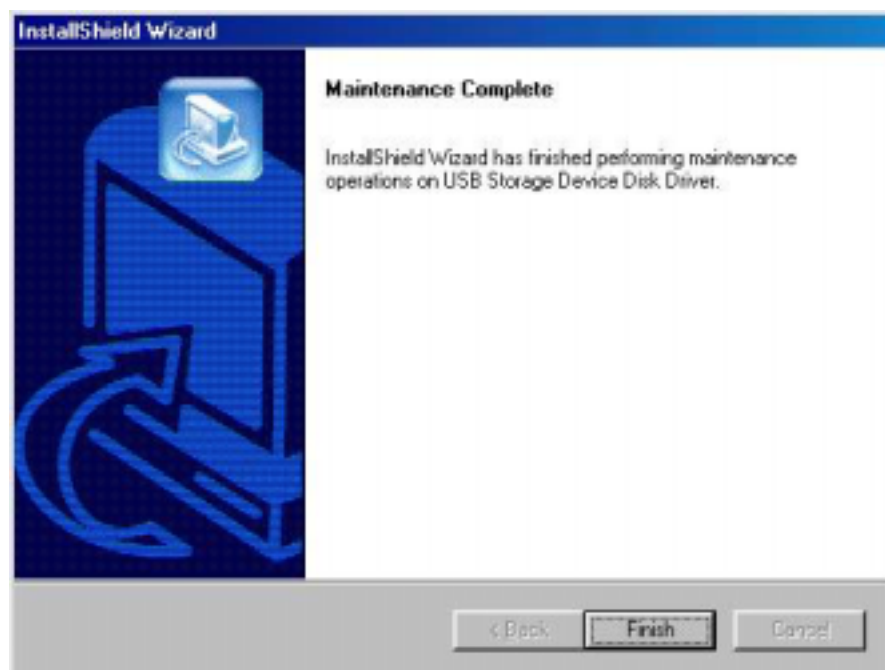 InstallShield Wizard
Maintenance Complete
InstallShield Wizard has finished performing maintenance
operations on USB Storage Device Disk Driver.
< Back
Finish
Cancel